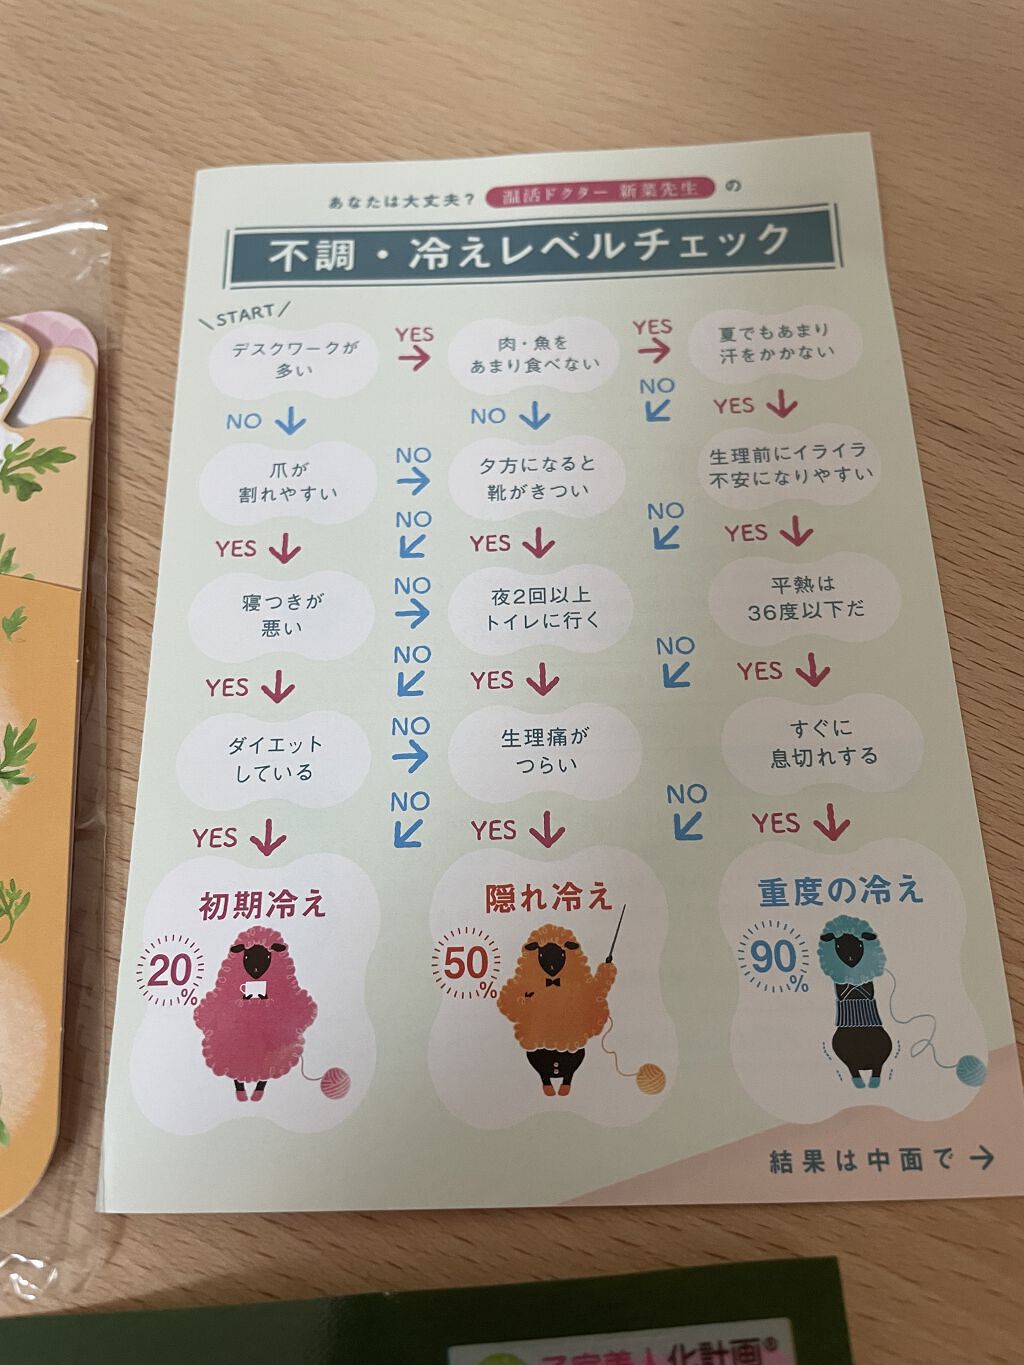 あなたは大丈夫? 温活ドクター 新菜先生 の
不調・冷えレベルチェック
START
デスクワークが
多い
YES
肉・魚を
あまり食べない
YES
夏でもあまり
汗をかかない
NO
NO
NO
YES
爪が
割れやすい
NO
夕方になると
靴がきつい
生理前にイライラ
不安になりやすい
YES
NO
YES
NO
YES
寝つきが
悪い
NO
夜2回以上
トイレに行く
平熱は
36度以下だ
YES
NO
YES
NO
YES
ダイエット
している
NO
生理痛が
つらい
すぐに
息切れする
YES
NO
YES
NO
YES
初期冷え
20%
隠れ冷え
50%
重度の冷え
90%
結果は中面で
子宮美人化計画®